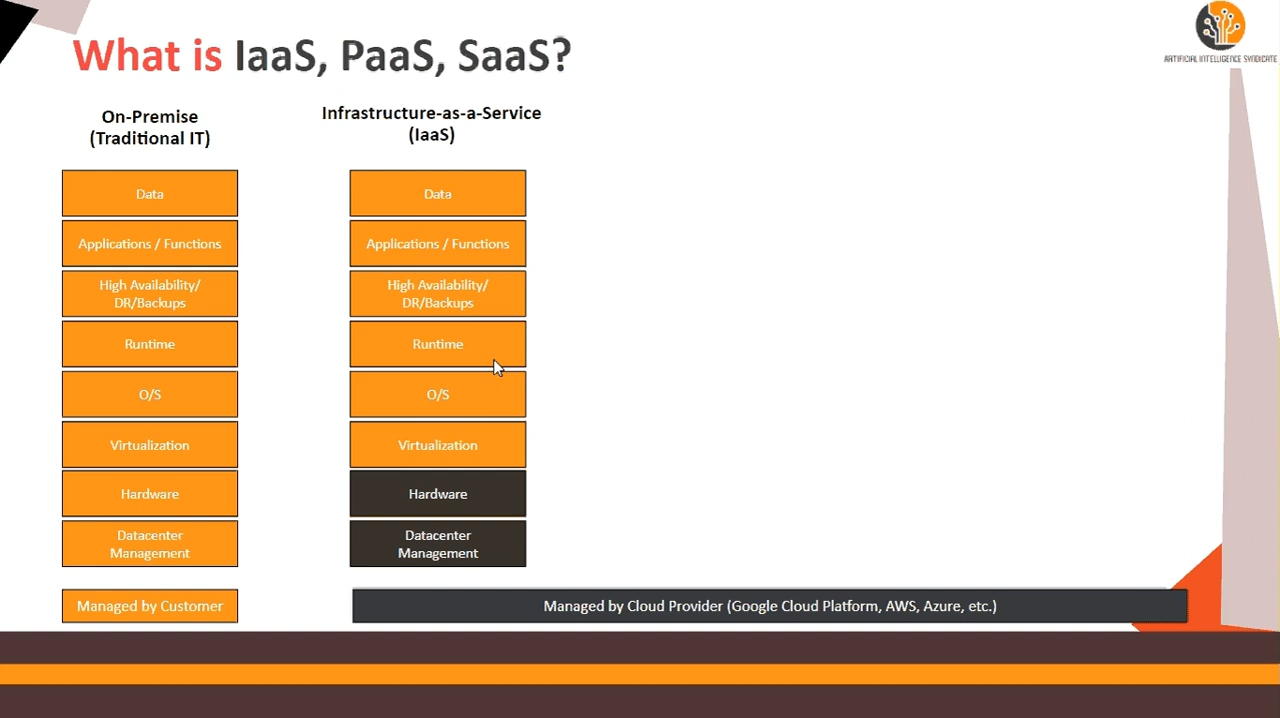 What is IaaS, PaaS, SaaS?
ARTIFICIAL INTELLIGENCE SYNDICATE
On-Premise
(Traditional IT)
Data
Applications / Functions
High Availability/
DR/Backups
Runtime
O/S
Virtualization
Hardware
Datacenter
Management
Managed by Customer
Infrastructure-as-a-Service
(IaaS)
Data
Applications / Functions
High Availability/
DR/Backups
Runtime
O/S
Virtualization
Hardware
Datacenter
Management
Managed by Cloud Provider (Google Cloud Platform, AWS, Azure, etc.)